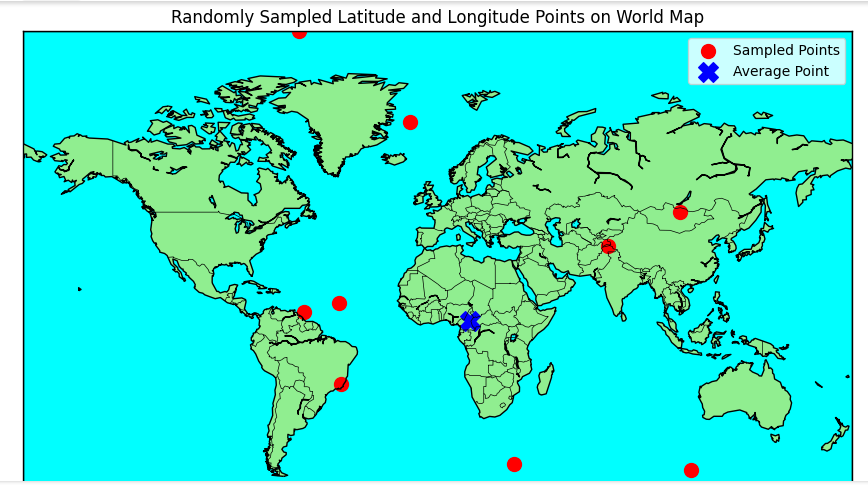 Randomly Sampled Latitude and Longitude Points on World Map
Sampled Points
Average Point